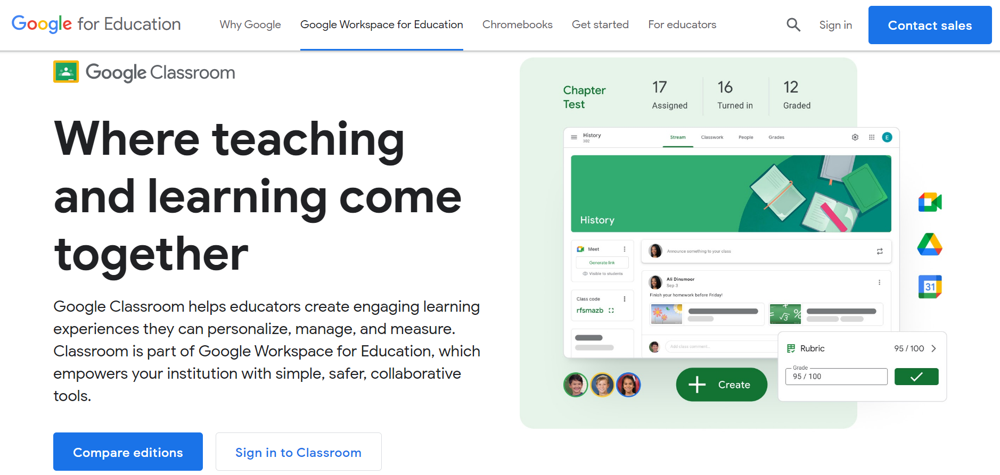 Google for Education
Why Google
Google Workspace for Education
Chromebooks
Get started
For educators
Sign in
Contact sales
Google Classroom
Where teaching
and learning come
together
Google Classroom helps educators create engaging learning
experiences they can personalize, manage, and measure.
Classroom is part of Google Workspace for Education, which
empowers your institution with simple, safer, collaborative
tools.
Compare editions
Sign in to Classroom
Chapter
Test
17
Assigned
16
Turned in
12
Graded
History
302
Stream
Classwork
People
Grades
E
History
Meet
Generate link
Visible to students
Class code
rfsmazb
Announce something to your class
Ali Dinsmoor
Sep 3
Finish your homework before Friday!
+
= √3 %
Add class comment...
31
Rubric
95 / 100
Grade
95 / 100
Create